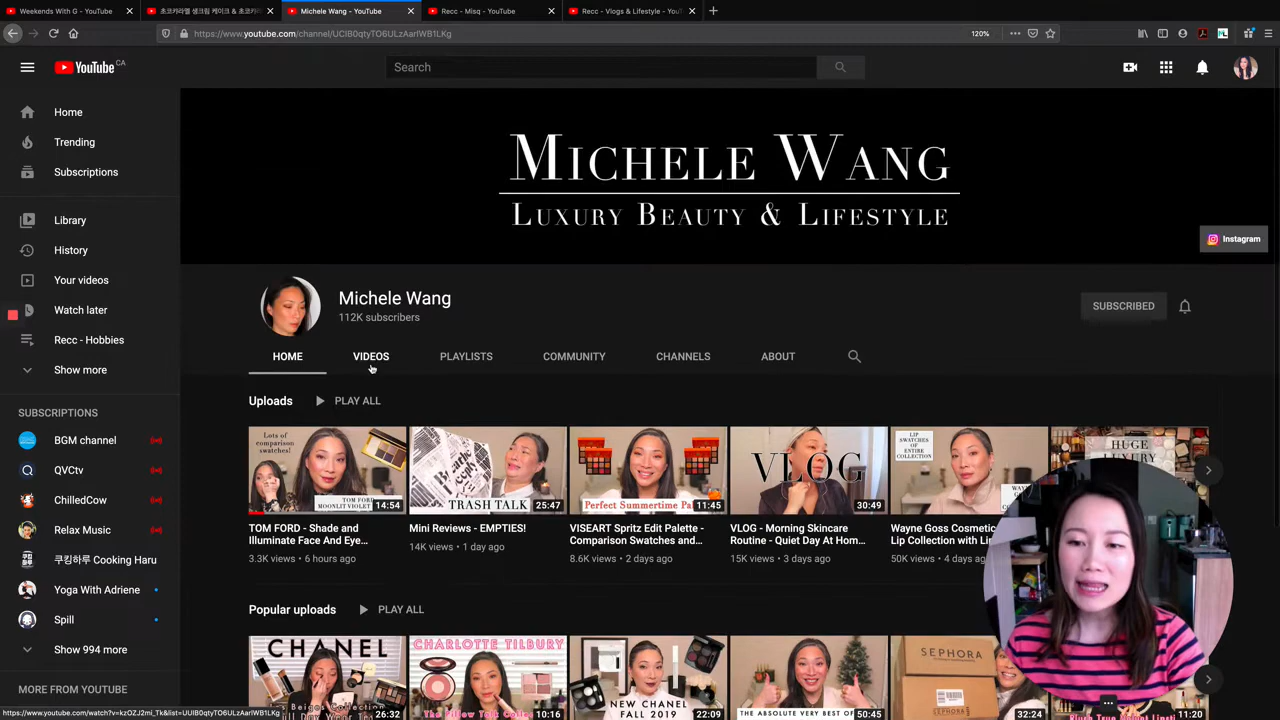 Weekends With G - YouTube
초코카라멜 생크림 케이크 & 초코카
Michele Wang - YouTube
Recc - Misq - YouTube
Recc - Vlogs & Lifestyle - YouT
https://www.youtube.com/channel/UClB0qtyTO6ULzAarIWB1LKg
120%
YouTube CA
Search
Home
Trending
Subscriptions
Library
History
Your videos
Watch later
Recc - Hobbies
Show more
SUBSCRIPTIONS
BGM channel
QVCtv
ChilledCow
Relax Music
쿠킹하루 Cooking Haru
Yoga With Adriene
Spill
Show 994 more
MORE FROM YOUTUBE
MICHELE WANG
LUXURY BEAUTY & LIFESTYLE
Instagram
Michele Wang
112K subscribers
SUBSCRIBED
HOME
VIDEOS
PLAYLISTS
COMMUNITY
CHANNELS
ABOUT
Uploads
PLAY ALL
Lots of comparison swatches!
TOM FORD
MOONLIT VIOLET
14:54
TRASH TALK
25:47
Perfect Summertime Pa
11:45
VLOG
30:49
LIP SWATCHES OF ENTIRE COLLECTION
HUGE LUXURY
TOM FORD - Shade and Illuminate Face And Eye...
3.3K views • 6 hours ago
Mini Reviews - EMPTIES!
14K views • 1 day ago
VISEART Spritz Edit Palette - Comparison Swatches and...
8.6K views • 2 days ago
VLOG - Morning Skincare Routine - Quiet Day At Hom...
15K views • 3 days ago
Wayne Goss Cosmetic
Lip Collection with Li
50K views • 4 days ag
Popular uploads
PLAY ALL
CHANEL
26:32
CHARLOTTE TILBURY
The Pillow Talk
10:16
NEW CHANEL
FALL 2019
22:09
THE ABSOLUTE VERY BEST OF
50:45
SEPHORA
32:24
11:20